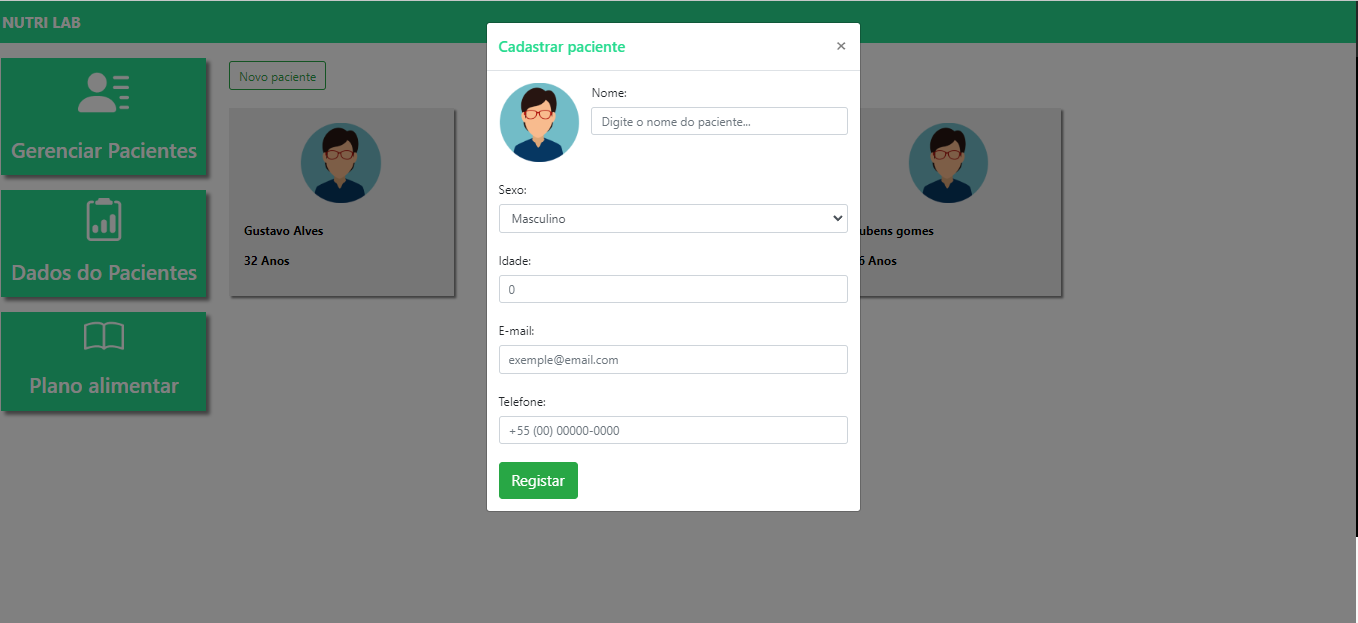 NUTRI LAB
Gerenciar Pacientes
Dados do Pacientes
Plano alimentar
Novo paciente
Gustavo Alves
32 Anos
ubens gomes
6 Anos
Cadastrar paciente
×
Nome:
Digite o nome do paciente...
Sexo:
Masculino
Idade:
0
E-mail:
exemple@email.com
Telefone:
+55 (00) 00000-0000
Registar